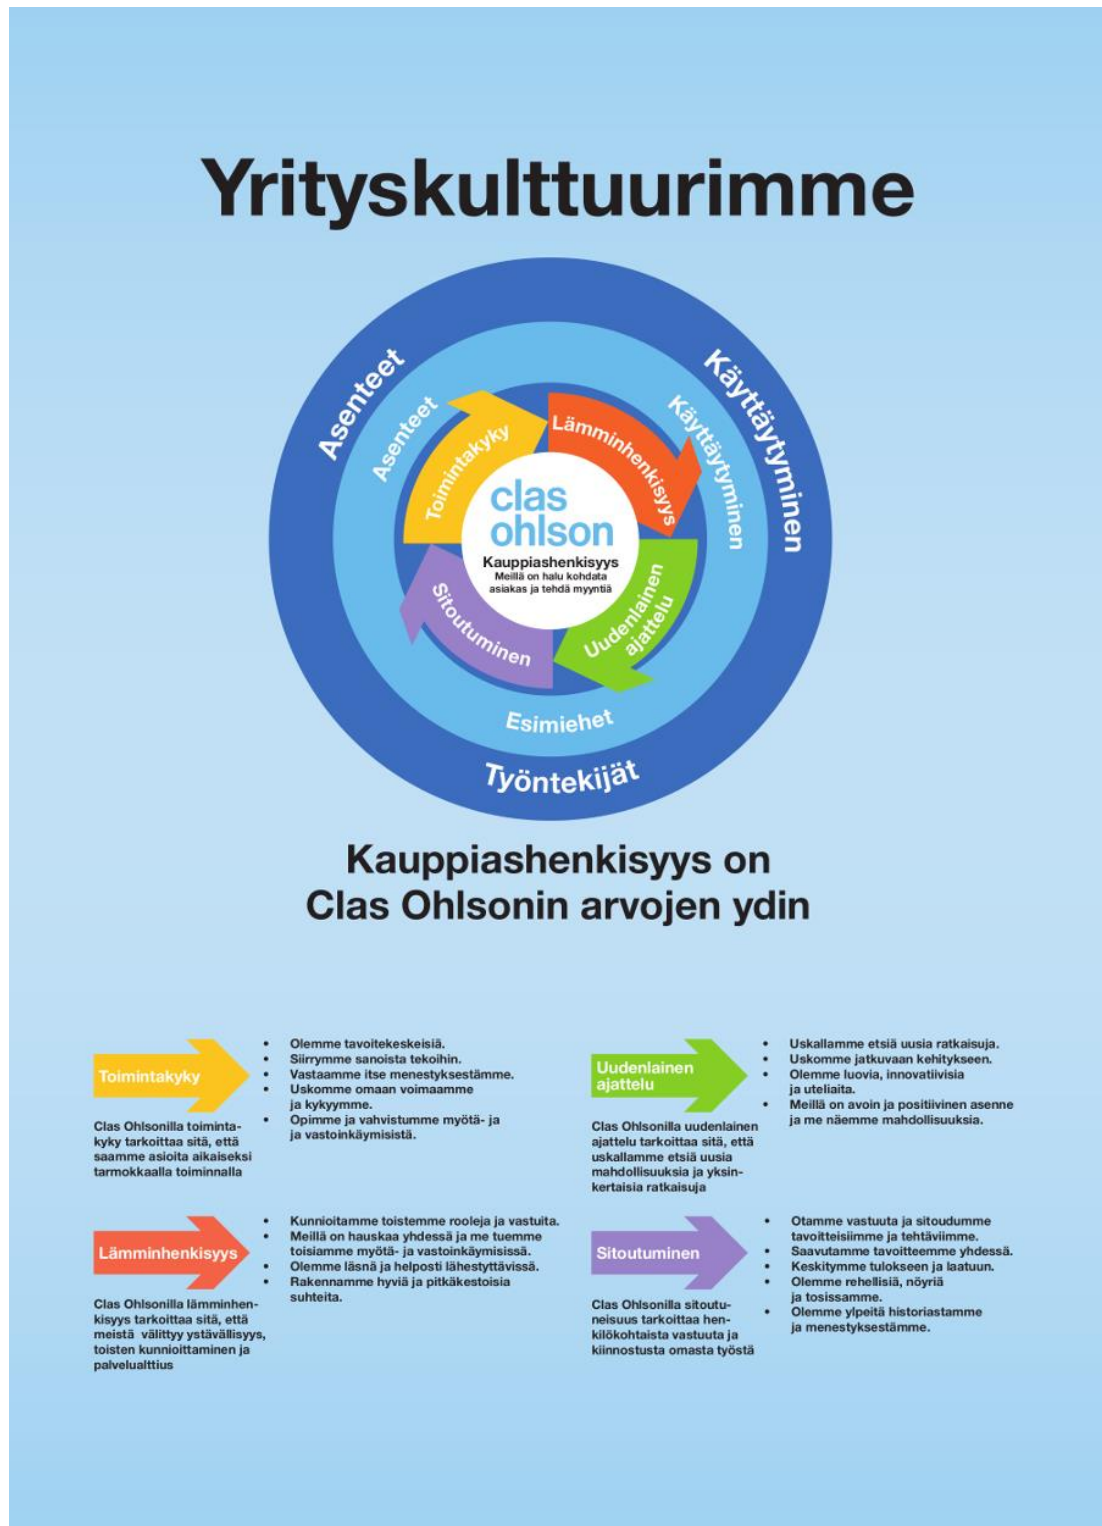 Yrityskulttuurimme
Asenteet
Käyttäytyminen
Asenteet
Käyttäytyminen
Toimintakyky
Lämminhenkisyys
clas
ohlson
Kauppiashenkisyys
Meillä on halu kohdata
asiakas ja tehdä myyntiä
Sitoutuminen
Uudenlainen
ajattelu
Esimiehet
Työntekijät
Kauppiashenkisyys on
Clas Ohlsonin arvojen ydin
Toimintakyky
Clas Ohlsonilla toiminta-
kyky tarkoittaa sitä, että
saamme asioita aikaiseksi
tarmokkaalla toiminnalla
• Olemme tavoitekeskeisiä.
• Siirrymme sanoista tekoihin.
• Vastaamme itse menestyksestämme.
• Uskomme omaan voimaamme
ja kykyymme.
• Opimme ja vahvistumme myötä- ja
ja vastoinkäymisistä.
Uudenlainen
ajattelu
Clas Ohlsonilla uudenlainen
ajattelu tarkoittaa sitä, että
uskallamme etsiä uusia
mahdollisuuksia ja yksin-
kertaisia ratkaisuja
• Uskallamme etsiä uusia ratkaisuja.
• Uskomme jatkuvaan kehitykseen.
• Olemme luovia, innovatiivisia
ja uteliaita.
• Meillä on avoin ja positiivinen asenne
ja me näemme mahdollisuuksia.
Lämminhenkisyys
Clas Ohlsonilla lämminhen-
kisyys tarkoittaa sitä, että
meistä välittyy ystävällisyys,
toisten kunnioittaminen ja
palvelualttius
• Kunnioitamme toistemme rooleja ja vastuita.
• Meillä on hauskaa yhdessä ja me tuemme
toisiamme myötä- ja vastoinkäymisissä.
• Olemme läsnä ja helposti lähestyttävissä.
• Rakennamme hyviä ja pitkäkestoisia
suhteita.
Sitoutuminen
Clas Ohlsonilla sitoutu-
neisuus tarkoittaa hen-
kilökohtaista vastuuta ja
kiinnostusta omasta työstä
• Otamme vastuuta ja sitoudumme
tavoitteisiimme ja tehtäviimme.
• Saavutamme tavoitteemme yhdessä.
• Keskitymme tulokseen ja laatuun.
• Olemme rehellisiä, nöyriä
ja tosissamme.
• Olemme ylpeitä historiastamme
ja menestyksestämme.